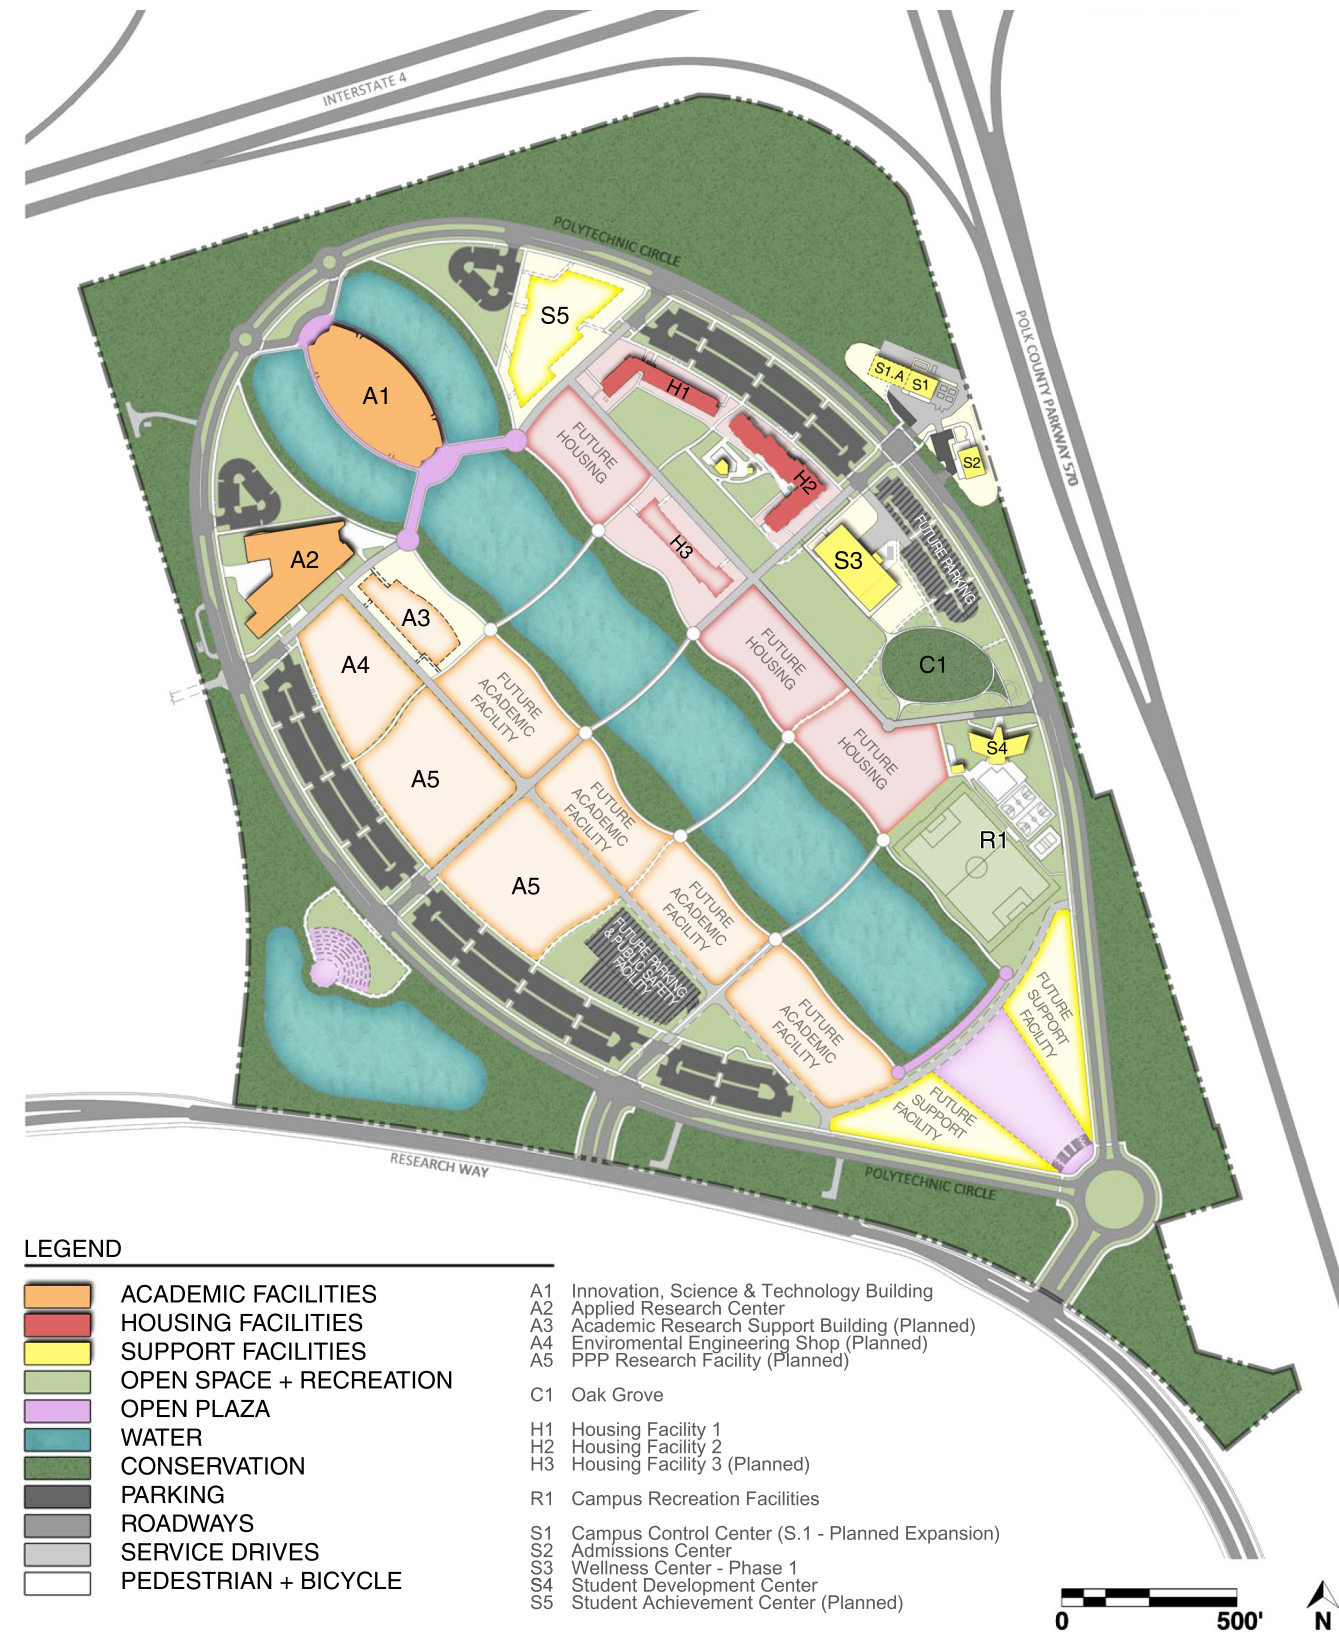 INTERSTATE 4
POLYTECHNIC CIRCLE
POLK COUNTY PARKWAY 570
S5
A1
H1
S1.A
S1
S2
H2
FUTURE
HOUSING
H3
S3
FUTURE PARKING
A2
A3
A4
C1
FUTURE
HOUSING
FUTURE
ACADEMIC
FACILITY
FUTURE
HOUSING
S4
A5
FUTURE
ACADEMIC
FACILITY
R1
A5
FUTURE
ACADEMIC
FACILITY
FUTURE PARKING
& PUBLIC SAFETY
FACILITY
FUTURE
ACADEMIC
FACILITY
FUTURE
SUPPORT
FACILITY
FUTURE
SUPPORT
FACILITY
RESEARCH WAY
POLYTECHNIC CIRCLE
LEGEND
ACADEMIC FACILITIES
HOUSING FACILITIES
SUPPORT FACILITIES
OPEN SPACE + RECREATION
OPEN PLAZA
WATER
CONSERVATION
PARKING
ROADWAYS
SERVICE DRIVES
PEDESTRIAN + BICYCLE
A1 Innovation, Science & Technology Building
A2 Applied Research Center
A3 Academic Research Support Building (Planned)
A4 Enviromental Engineering Shop (Planned)
A5 PPP Research Facility (Planned)
C1 Oak Grove
H1 Housing Facility 1
H2 Housing Facility 2
H3 Housing Facility 3 (Planned)
R1 Campus Recreation Facilities
S1 Campus Control Center (S.1 - Planned Expansion)
S2 Admissions Center
S3 Wellness Center - Phase 1
S4 Student Development Center
S5 Student Achievement Center (Planned)
0 500'
N